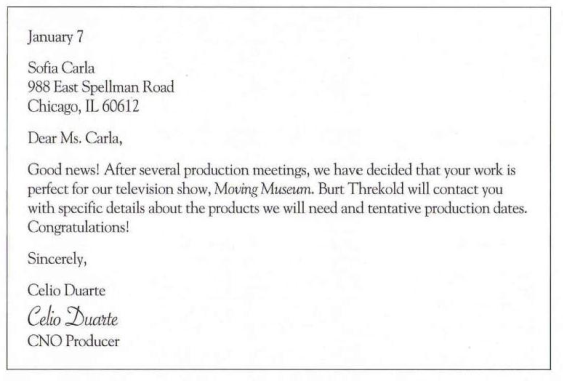 January 7
Sofia Carla
988 East Spellman Road
Chicago, IL 60612
Dear Ms. Carla,
Good news! After several production meetings, we have decided that your work is
perfect for our television show, Moving Museum. Burt Threkold will contact you
with specific details about the products we will need and tentative production dates.
Congratulations!
Sincerely,
Celio Duarte
Celio Duarte
CNO Producer